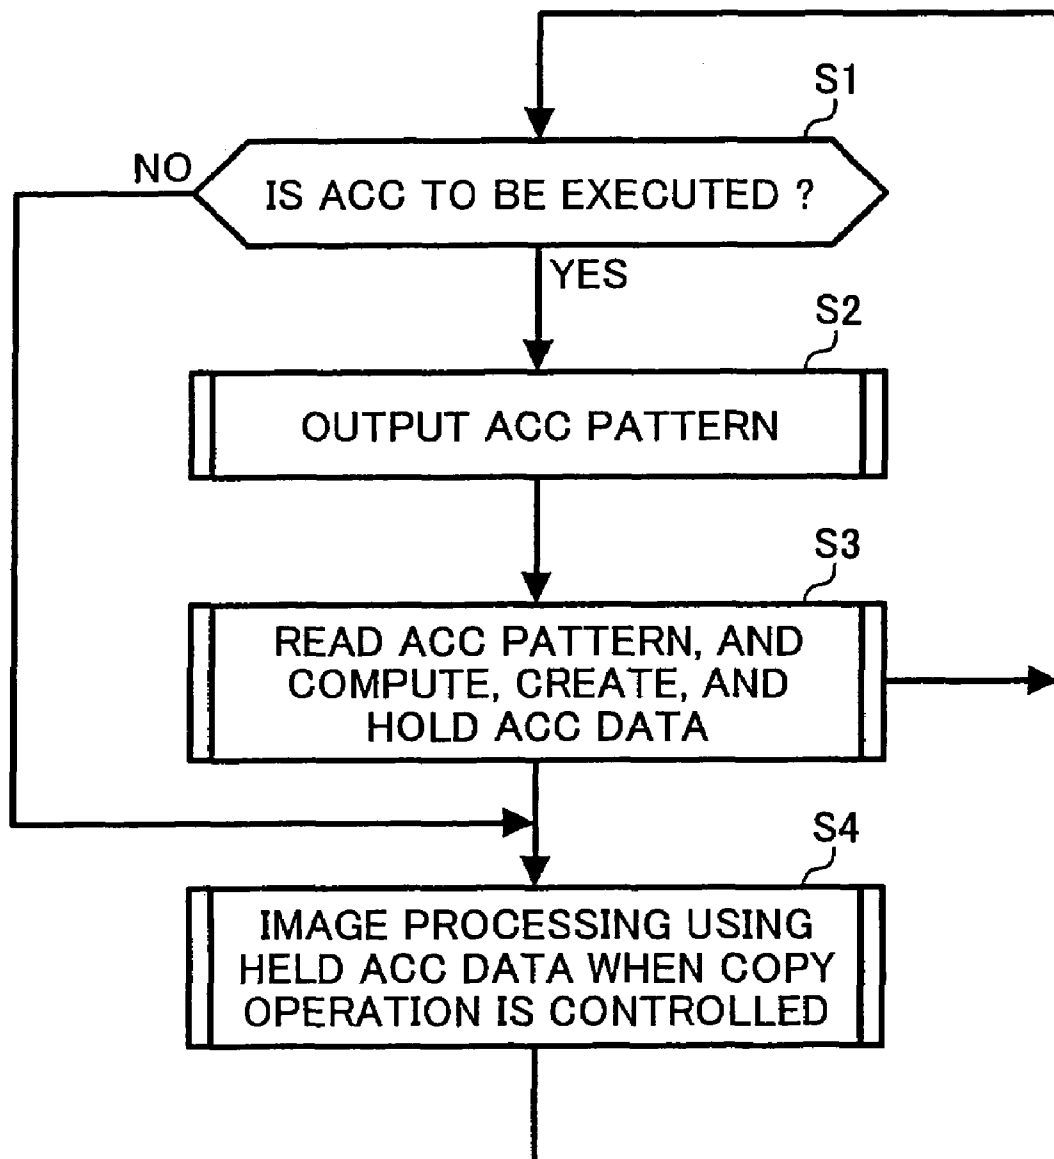 S1
NO
IS ACC TO BE EXECUTED ?
YES
S2
OUTPUT ACC PATTERN
S3
READ ACC PATTERN, AND
COMPUTE, CREATE, AND
HOLD ACC DATA
S4
IMAGE PROCESSING USING
HELD ACC DATA WHEN COPY
OPERATION IS CONTROLLED